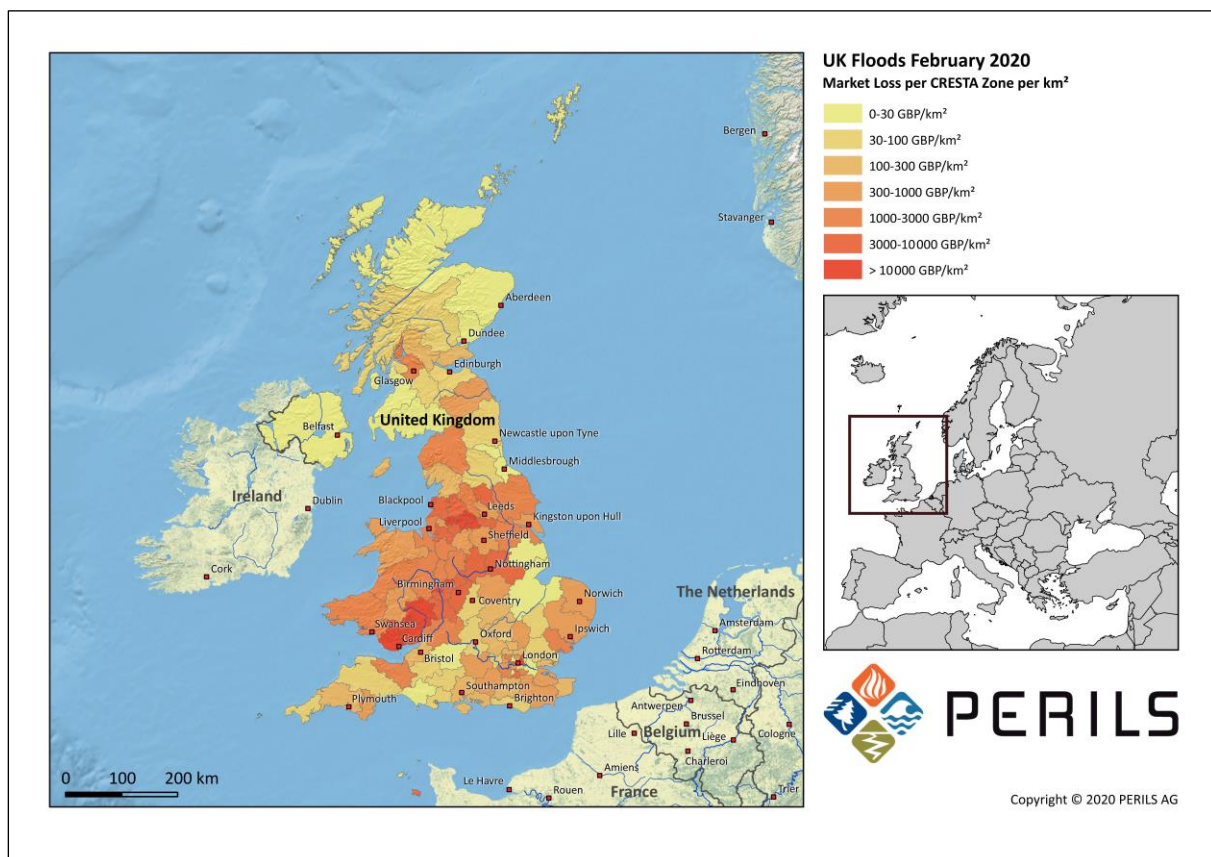 UK Floods February 2020
Market Loss per CRESTA Zone per km²
0-30 GBP/km²
30-100 GBP/km²
100-300 GBP/km²
300-1000 GBP/km²
1000-3000 GBP/km²
3000-10 000 GBP/km²
> 10 000 GBP/km²
Bergen
Stavanger
Aberdeen
Dundee
Edinburgh
Glasgow
United Kingdom
Belfast
Newcastle upon Tyne
Middlesbrough
Ireland
Dublin
Blackpool
Leeds
Liverpool
Kingston upon Hull
Sheffield
Cork
Nottingham
Birmingham
Coventry
Norwich
The Netherlands
Swansea
Cardiff
Oxford
Ipswich
Amsterdam
Bristol
London
Rotterdam
Plymouth
Southampton
Brighton
Eindhoven
Antwerpen
Brussel
Belgium
Lille
Liège
Cologne
Charleroi
Amiens
Le Havre
Rouen
France
Trier
0 100 200 km
PERILS
Copyright © 2020 PERILS AG